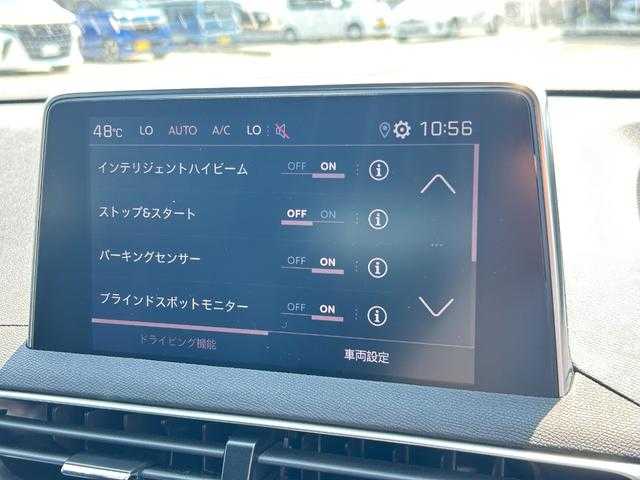 48℃ LO AUTO A/C LO 10:56
インテリジェントハイビーム OFF ON
ストップ&スタート OFF ON
パーキングセンサー OFF ON
ブラインドスポットモニター OFF ON
ドライビング機能 車両設定